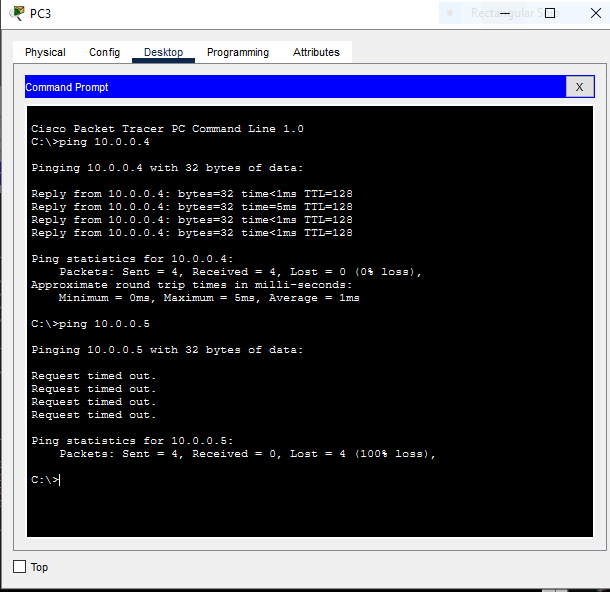 PC3
Physical Config Desktop Programming Attributes
Command Prompt X
Cisco Packet Tracer PC Command Line 1.0
C:\>ping 10.0.0.4
Pinging 10.0.0.4 with 32 bytes of data:
Reply from 10.0.0.4: bytes=32 time<1ms TTL=128
Reply from 10.0.0.4: bytes=32 time=5ms TTL=128
Reply from 10.0.0.4: bytes=32 time<1ms TTL=128
Reply from 10.0.0.4: bytes=32 time<1ms TTL=128
Ping statistics for 10.0.0.4:
Packets: Sent = 4, Received = 4, Lost = 0 (0% loss),
Approximate round trip times in milli-seconds:
Minimum = 0ms, Maximum = 5ms, Average = 1ms
C:\>ping 10.0.0.5
Pinging 10.0.0.5 with 32 bytes of data:
Request timed out.
Request timed out.
Request timed out.
Request timed out.
Ping statistics for 10.0.0.5:
Packets: Sent = 4, Received = 0, Lost = 4 (100% loss),
C:\>
Top